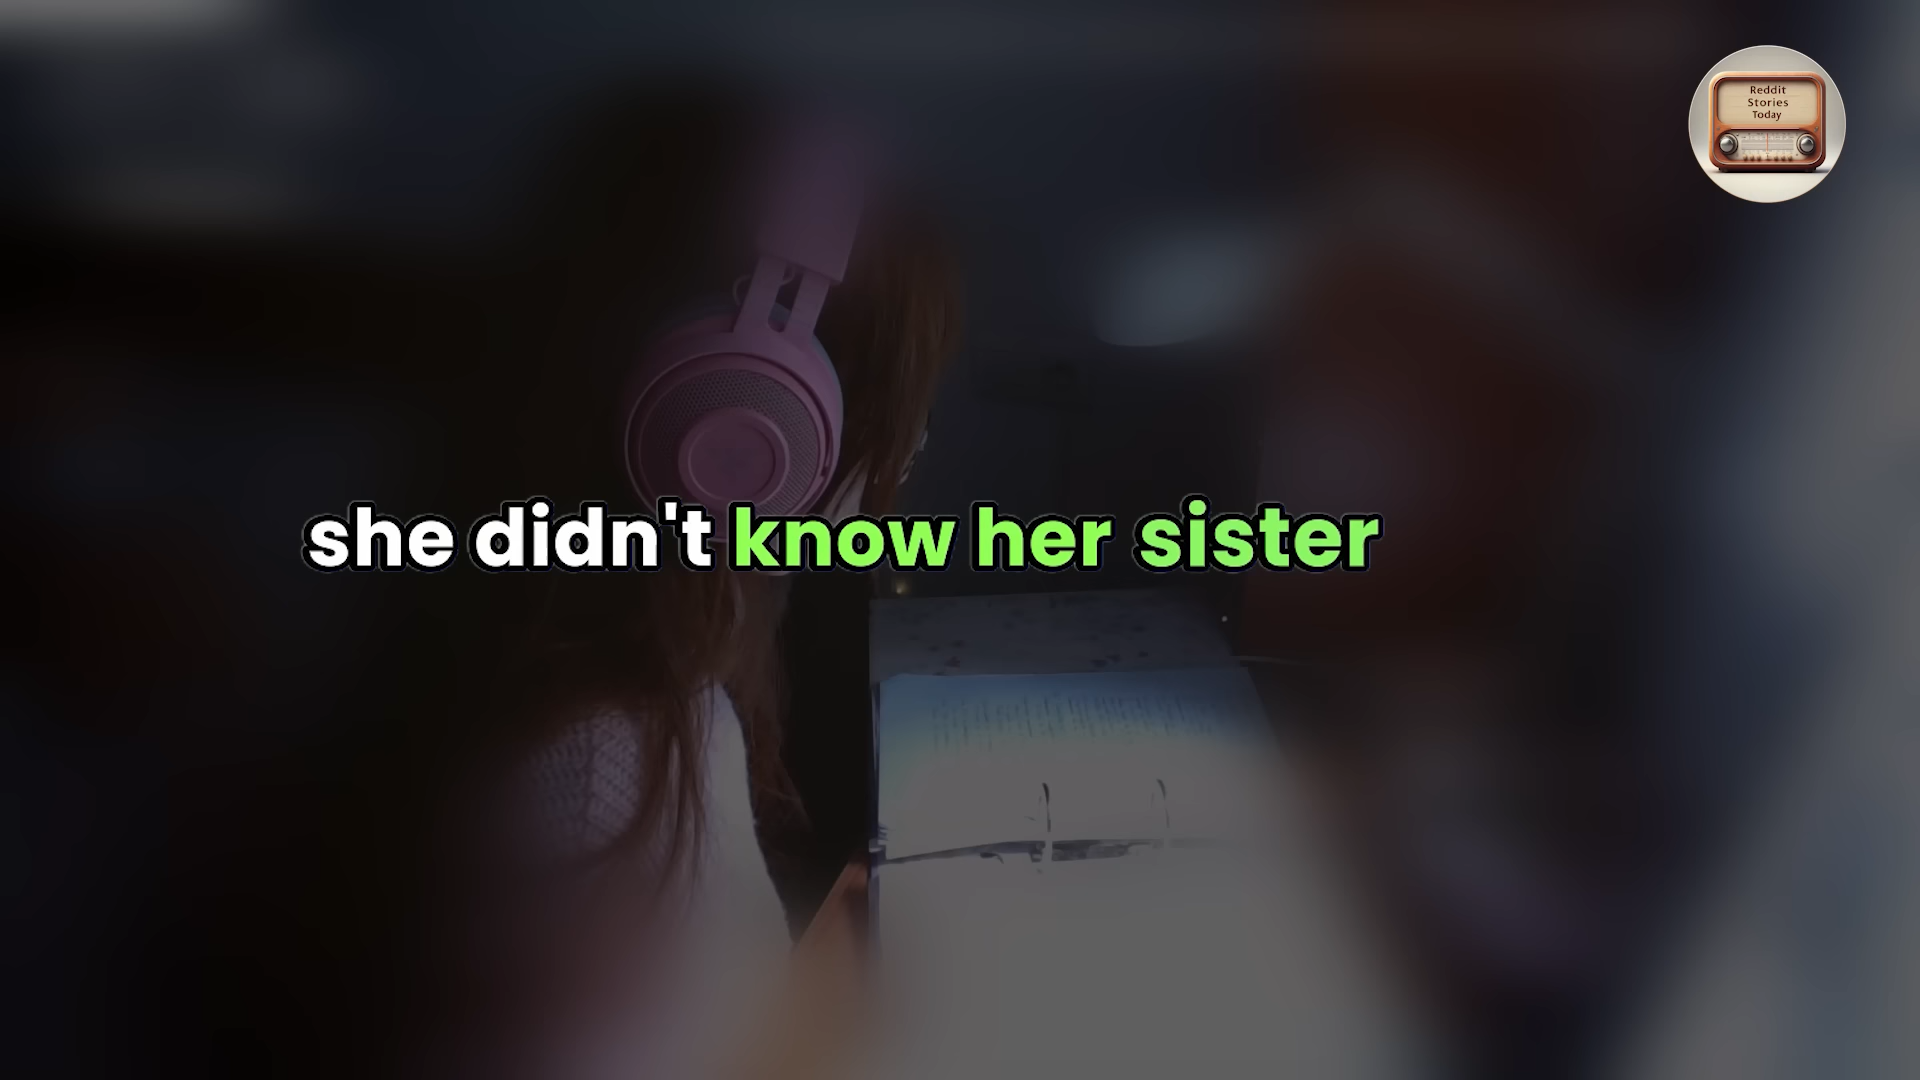 Reddit
Stories
Today
she didn't know her sister